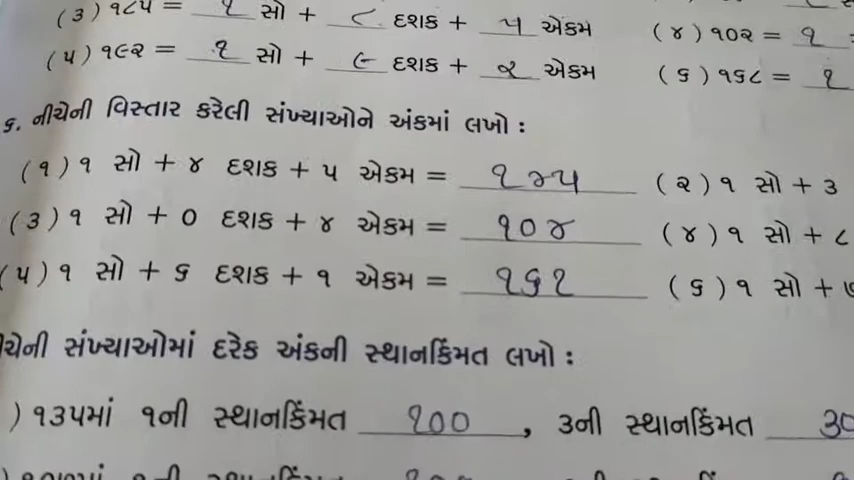 (૩) ૧૮૫ = ૧ સો + ૮ દશક + ૫ એકમ (૪) ૧૦૨ = ૧
(૫) ૧૯૨ = ૧ સો + ૯ દશક + ૨ એકમ (૬) ૧૬૮ = ૧
૬. નીચેની વિસ્તાર કરેલી સંખ્યાઓને અંકમાં લખો :
(૧) ૧ સો + ૪ દશક + ૫ એકમ = ૧૪૫ (૨) ૧ સો + ૩
(૩) ૧ સો + ૦ દશક + ૪ એકમ = ૧૦૪ (૪) ૧ સો + ૮
(૫) ૧ સો + ૬ દશક + ૧ એકમ = ૧૬૧ (૬) ૧ સો + ૭
ચેની સંખ્યાઓમાં દરેક અંકની સ્થાનકિંમત લખો :
) ૧૩૫માં ૧ની સ્થાનકિંમત ૧૦૦ , ૩ની સ્થાનકિંમત ૩૦